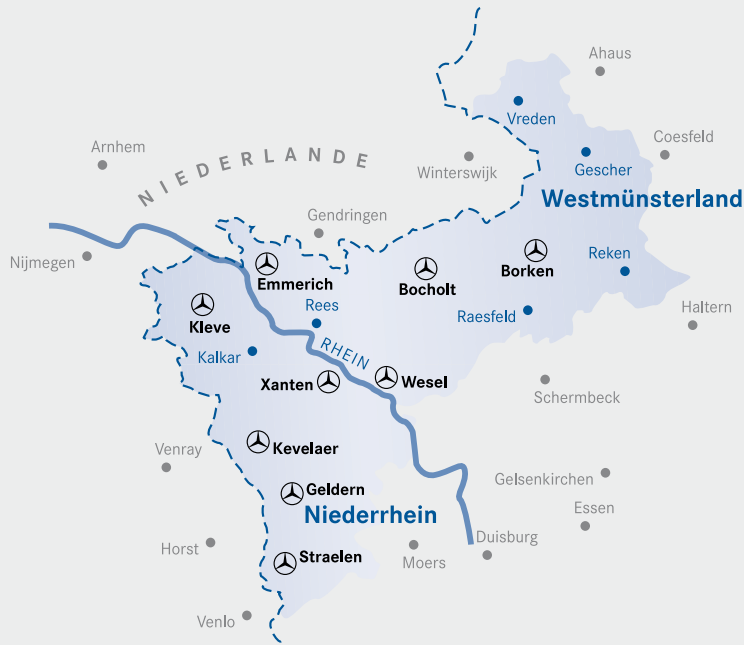 Ahaus
Vreden
Coesfeld
Arnhem
NIEDERLANDE
Winterswijk
Gescher
Westmünsterland
Gendringen
Nijmegen
Emmerich
Bocholt
Borken
Reken
Kleve
Rees
Raesfeld
Haltern
Kalkar
RHEIN
Xanten
Wesel
Schermbeck
Venray
Kevelaer
Gelsenkirchen
Geldern
Niederrhein
Essen
Duisburg
Horst
Straelen
Moers
Venlo